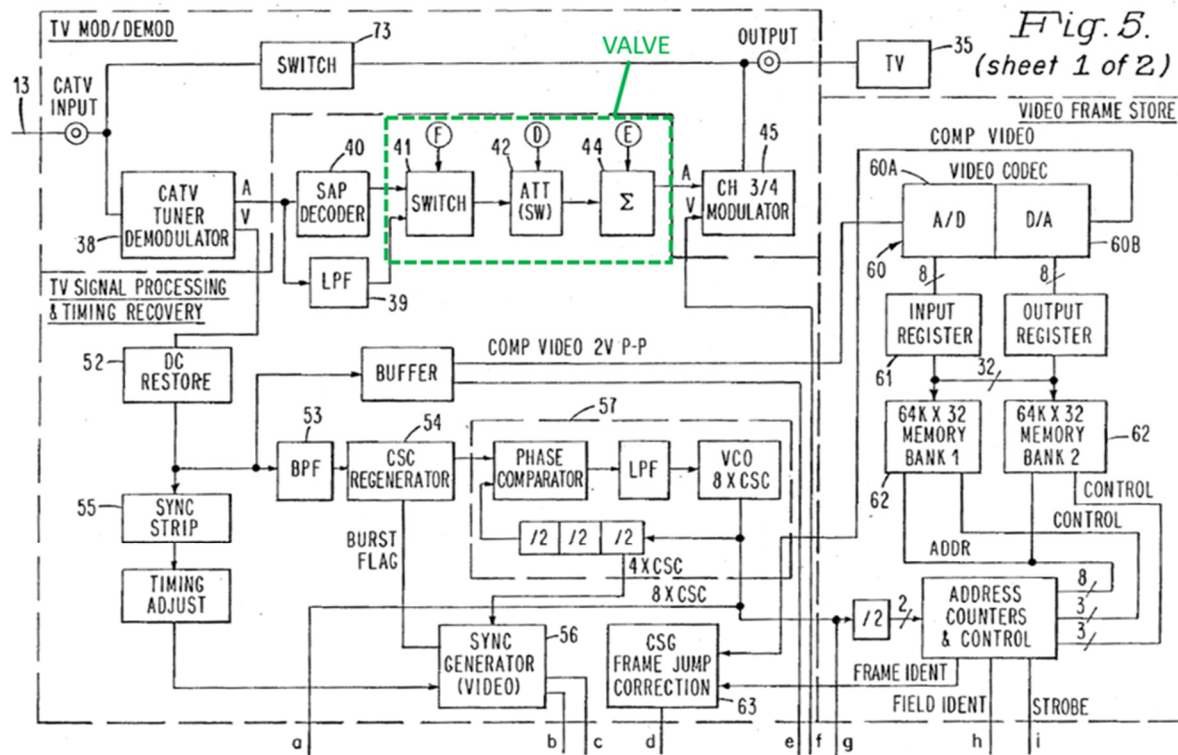 TV MOD/DEMOD
73
SWITCH
VALVE
OUTPUT
35
TV
Fig. 5.
(sheet 1 of 2)
13
CATV
INPUT
VIDEO FRAME STORE
COMP VIDEO
F
D
E
40
41
42
44
45
60A
VIDEO CODEC
CATV
TUNER
DEMODULATOR
38
A
V
SAP
DECODER
SWITCH
ATT
(SW)
Σ
A
V
CH 3/4
MODULATOR
A/D
D/A
60
60B
LPF
39
8
8
TV SIGNAL PROCESSING
& TIMING RECOVERY
INPUT
REGISTER
OUTPUT
REGISTER
61
32
52
DC
RESTORE
BUFFER
COMP VIDEO 2V P-P
57
53
54
BPF
CSC
REGENERATOR
PHASE
COMPARATOR
LPF
VCO
8 X CSC
64K X 32
MEMORY
BANK 1
64K X 32
MEMORY
BANK 2
62
62
CONTROL
CONTROL
ADDR
55
SYNC
STRIP
BURST
FLAG
/2
/2
/2
4 X CSC
8 X CSC
TIMING
ADJUST
8
3
3
/2
2
ADDRESS
COUNTERS
& CONTROL
SYNC
GENERATOR
(VIDEO)
56
CSG
FRAME JUMP
CORRECTION
63
FRAME IDENT
FIELD IDENT
STROBE
a
b
c
d
e
f
g
h
i